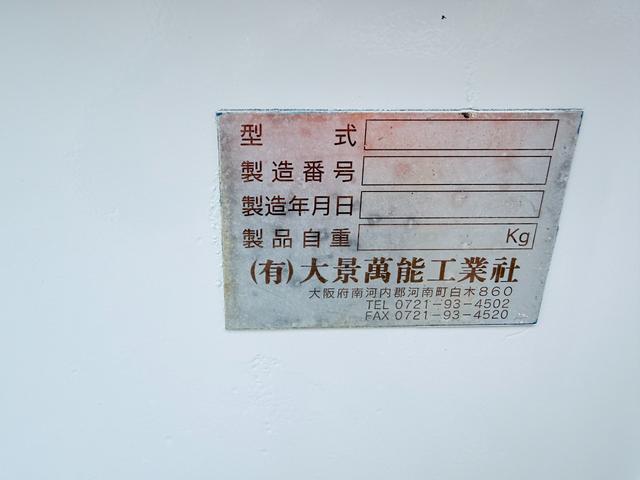 型 式
製造番号
製造年月日
製品自重 Kg
(有)大景萬能工業社
大阪府南河内郡河南町白木860
TEL 0721-93-4502
FAX 0721-93-4520